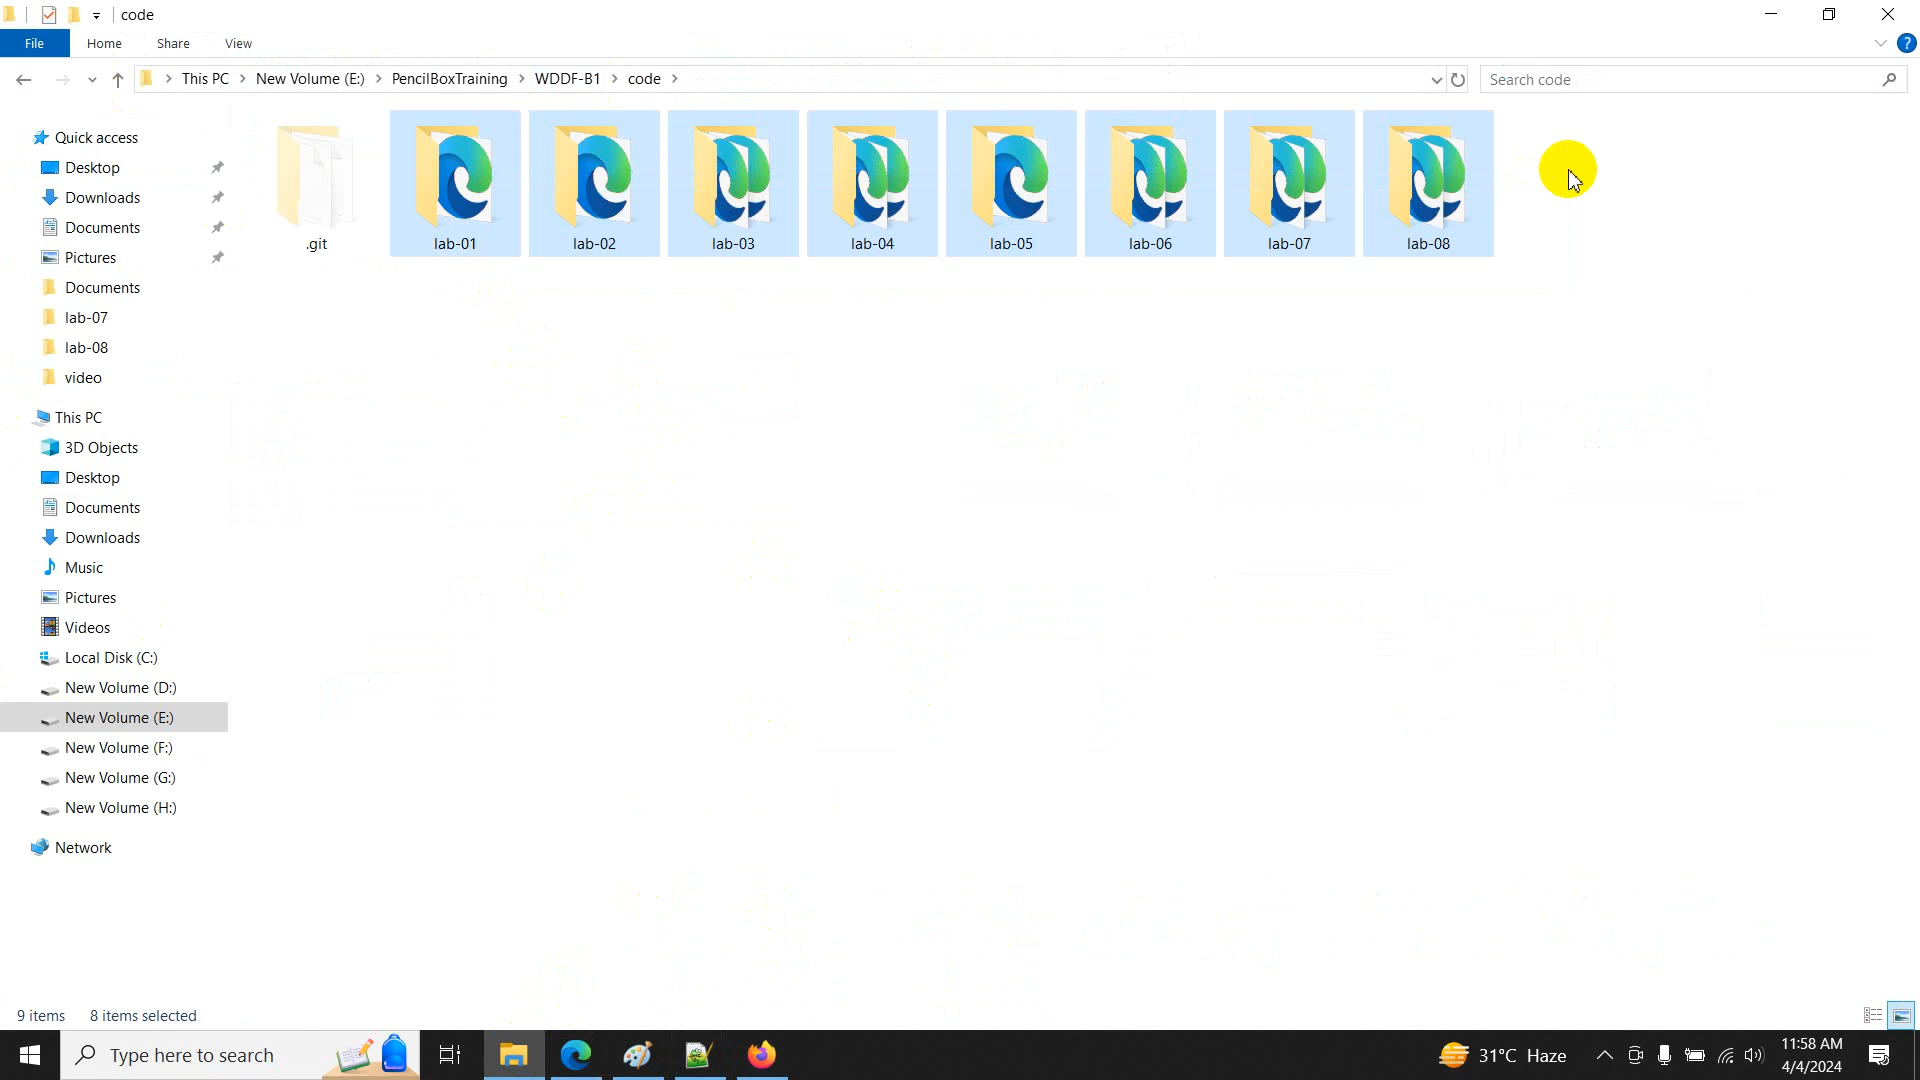 code
File Home Share View
This PC New Volume (E:) PencilBoxTraining WDDF-B1 code
Search code
Quick access
Desktop
Downloads
Documents
Pictures
Documents
lab-07
lab-08
video
This PC
3D Objects
Desktop
Documents
Downloads
Music
Pictures
Videos
Local Disk (C:)
New Volume (D:)
New Volume (E:)
New Volume (F:)
New Volume (G:)
New Volume (H:)
Network
.git lab-01 lab-02 lab-03 lab-04 lab-05 lab-06 lab-07 lab-08
9 items 8 items selected
Type here to search
31°C Haze
11:58 AM
4/4/2024